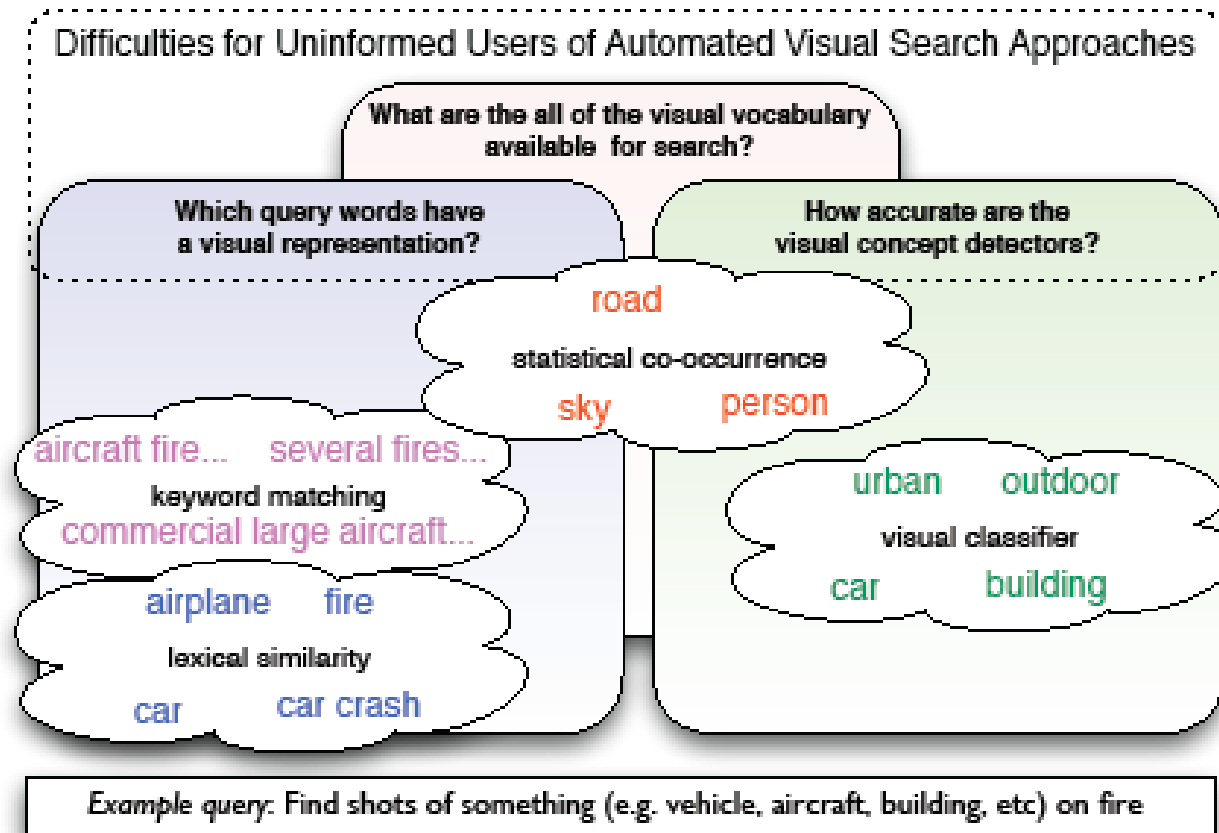 Difficulties for Uninformed Users of Automated Visual Search Approaches
What are the all of the visual vocabulary
available for search?
Which query words have
a visual representation?
How accurate are the
visual concept detectors?
road
statistical co-occurrence
sky person
aircraft fire... several fires...
keyword matching
commercial large aircraft...
urban outdoor
visual classifier
car building
airplane fire
lexical similarity
car car crash
Example query: Find shots of something (e.g. vehicle, aircraft, building, etc) on fire